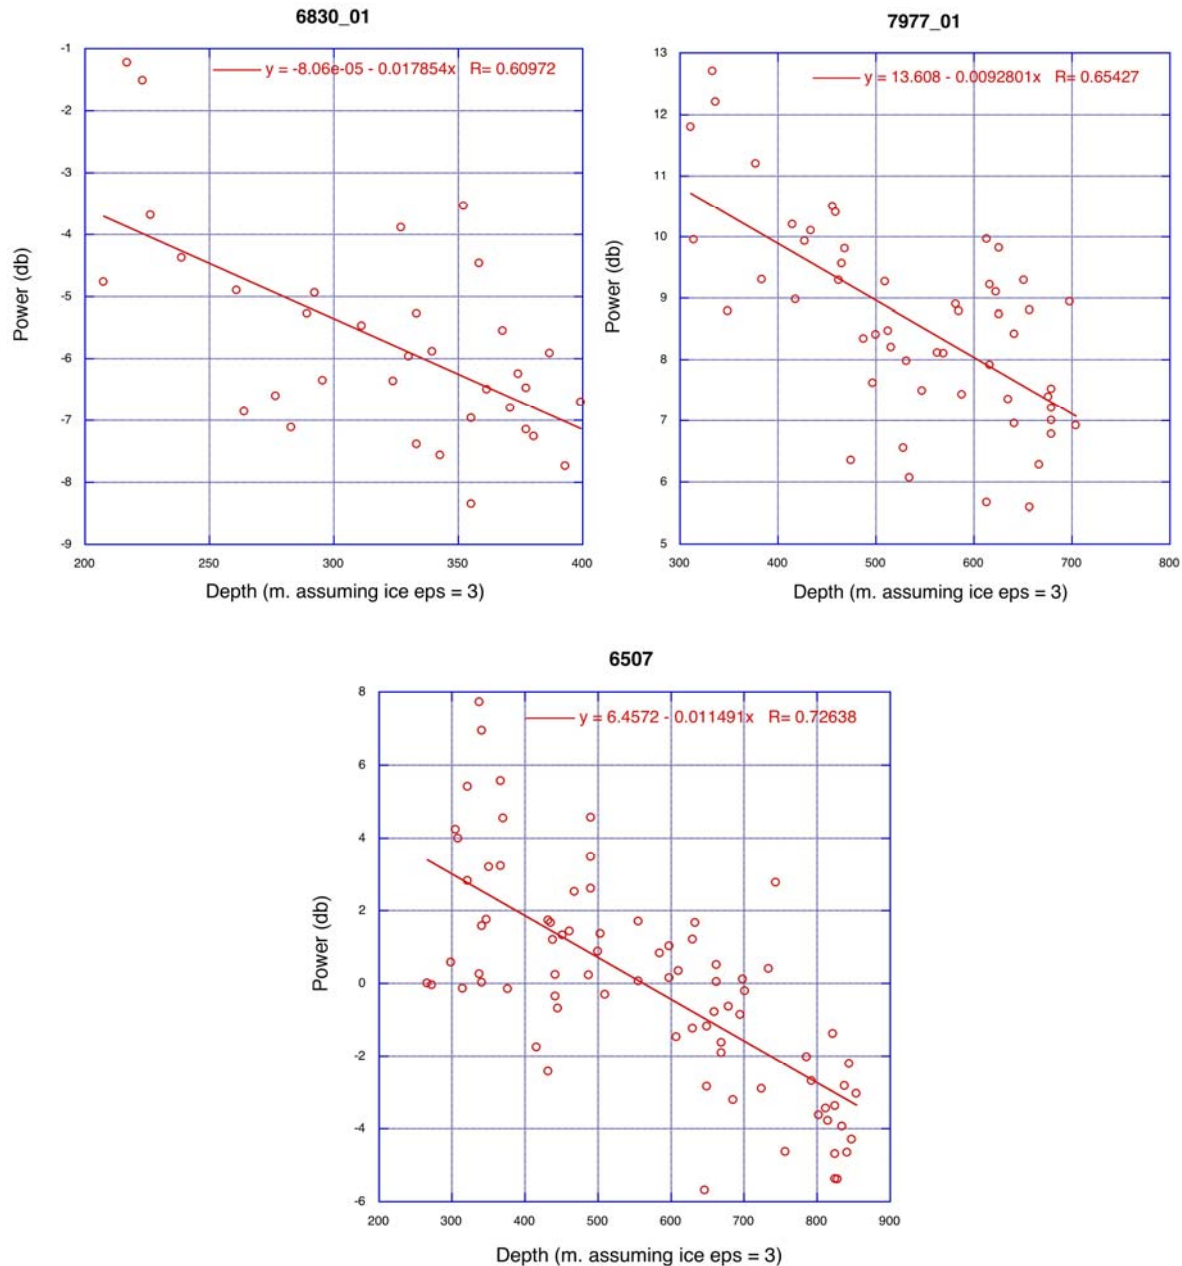 6830_01
y = -8.06e-05 - 0.017854x R= 0.60972
-1
-2
-3
-4
-5
-6
-7
-8
-9
Power (db)
200 250 300 350 400
Depth (m. assuming ice eps = 3)
7977_01
y = 13.608 - 0.0092801x R= 0.65427
13
12
11
10
9
8
7
6
5
Power (db)
300 400 500 600 700 800
Depth (m. assuming ice eps = 3)
6507
y = 6.4572 - 0.011491x R= 0.72638
8
6
4
2
0
-2
-4
-6
Power (db)
200 300 400 500 600 700 800 900
Depth (m. assuming ice eps = 3)